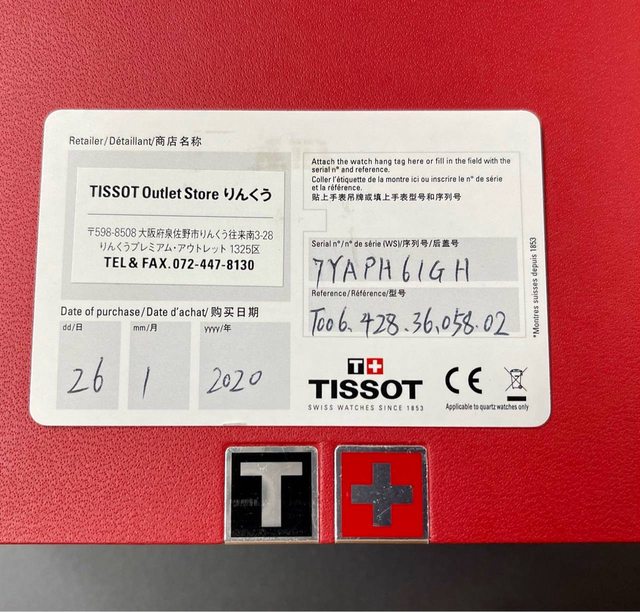 Retailer/Détaillant/商店名称
TISSOT Outlet Store りんくう
〒598-8508 大阪府泉佐野市りんくう往来南3-28
りんくうプレミアム・アウトレット 1325区
TEL & FAX. 072-447-8130
Date of purchase/Date d'achat/购买日期
dd/日 mm/月 yyyy/年
26 1 2020
Attach the watch hang tag here or fill in the field with the
serial n° and reference.
Coller l'étiquette de la montre ici ou inscrire le n° de série
et la référence.
贴上手表吊牌或填上手表型号和序列号
Serial n°/n° de série (WS)/序列号/后盖号
7YAPH61GH
Reference/Référence/型号
T006.428.36.058.02
*Montres suisses depuis 1853
T+
TISSOT
SWISS WATCHES SINCE 1853
CE
Applicable to quartz watches only
T